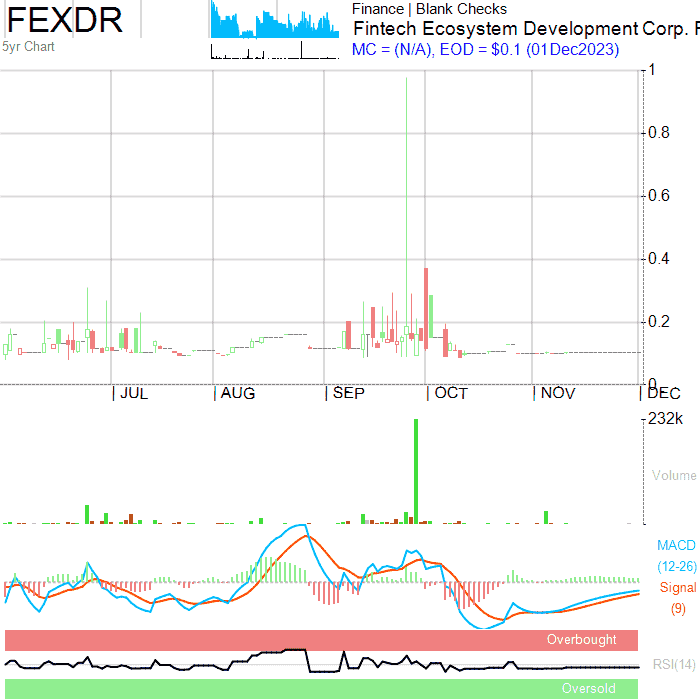 FEXDR
5yr Chart
Finance | Blank Checks
Fintech Ecosystem Development Corp. F
MC = (N/A), EOD = $0.1 (01Dec2023)
1
0.8
0.6
0.4
0.2
0
JUL AUG SEP OCT NOV DEC
232k
Volume
MACD
(12-26)
Signal
(9)
Overbought
RSI(14)
Oversold